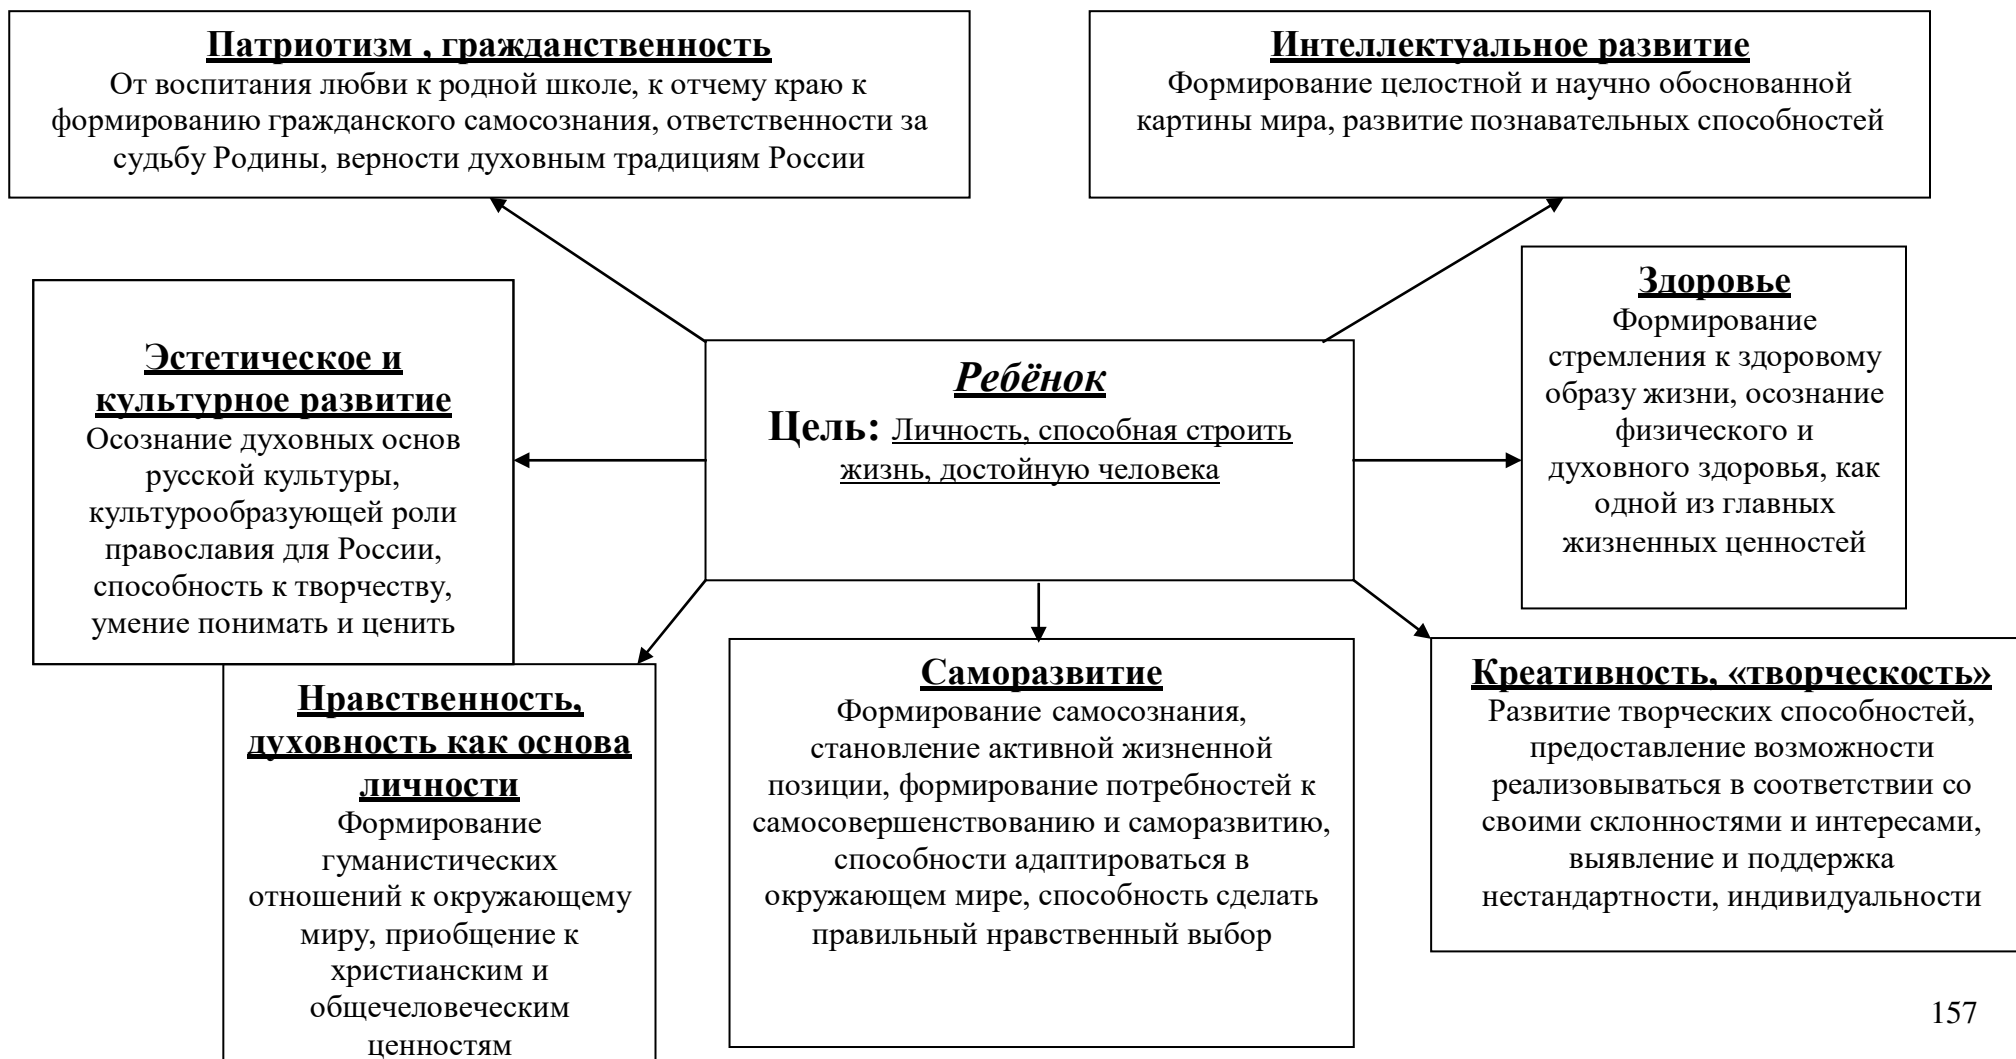 Патриотизм , гражданственность
От воспитания любви к родной школе, к отчему краю к
формированию гражданского самосознания, ответственности за
судьбу Родины, верности духовным традициям России
Интеллектуальное развитие
Формирование целостной и научно обоснованной
картины мира, развитие познавательных способностей
Эстетическое и
культурное развитие
Осознание духовных основ
русской культуры,
культурообразующей роли
православия для России,
способность к творчеству,
умение понимать и ценить
Ребёнок
Цель: Личность, способная строить
жизнь, достойную человека
Здоровье
Формирование
стремления к здоровому
образу жизни, осознание
физического и
духовного здоровья, как
одной из главных
жизненных ценностей
Нравственность,
духовность как основа
личности
Формирование
гуманистических
отношений к окружающему
миру, приобщение к
христианским и
общечеловеческим
ценностям
Саморазвитие
Формирование самосознания,
становление активной жизненной
позиции, формирование потребностей к
самосовершенствованию и саморазвитию,
способности адаптироваться в
окружающем мире, способность сделать
правильный нравственный выбор
Креативность, «творческость»
Развитие творческих способностей,
предоставление возможности
реализовываться в соответствии со
своими склонностями и интересами,
выявление и поддержка
нестандартности, индивидуальности
157